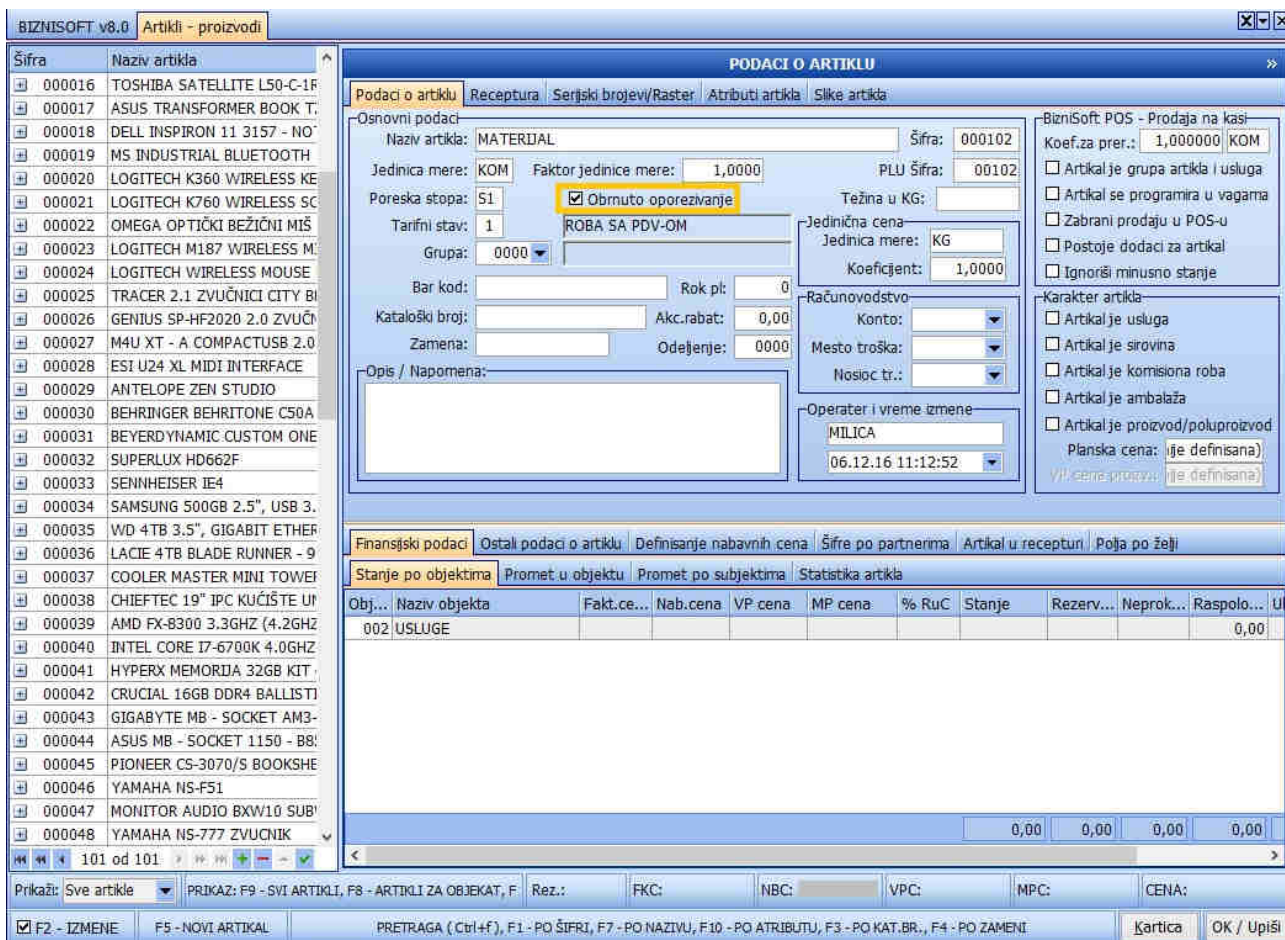 BIZNISOFT v8.0 Artikli - proizvodi
Šifra Naziv artikla
000016 TOSHIBA SATELLITE L50-C-1
000017 ASUS TRANSFORMER BOOK
000018 DELL INSPIRON 11 3157 -
000019 MS INDUSTRIAL BLUETOOTH
000020 LOGITECH K360 WIRELESS KE
000021 LOGITECH K760 WIRELESS SC
000022 OMEGA OPTIČKI BEŽIČNI MIŠ
000023 LOGITECH M187 WIRELESS
000024 LOGITECH WIRELESS MOUSE
000025 TRACER 2.1 ZVUČNICI CITY
000026 GENIUS SP-HF2020 2.0
000027 M4U XT - A COMPACTUSB 2.0
000028 ESI U24 XL MIDI INTERFACE
000029 ANTELOPE ZEN STUDIO
000030 BEHRINGER BEHRITONE C50A
000031 BEYERDYNAMIC CUSTOM ONE
000032 SUPERLUX HD662F
000033 SENNHEISER IE4
000034 SAMSUNG 500GB 2.5", USB 3.
000035 WD 4TB 3.5", GIGABIT ETHER
000036 LACIE 4TB BLADE RUNNER - 9
000037 COOLER MASTER MINI TOWE
000038 CHIEFTEC 19" IPC KUĆIŠTE
000039 AMD FX-8300 3.3GHZ (4.2GHZ
000040 INTEL CORE I7-6700K 4.0GHZ
000041 HYPERX MEMORIJA 32GB KIT
000042 CRUCIAL 16GB DDR4 BALLISTI
000043 GIGABYTE MB - SOCKET AM3-
000044 ASUS MB - SOCKET 1150 -
000045 PIONEER CS-3070/S BOOKSHE
000046 YAMAHA NS-F51
000047 MONITOR AUDIO BXW10
000048 YAMAHA NS-777 ZVUCNIK
101 od 101
PODACI O ARTIKLU »
Podaci o artiklu Receptura Serijski brojevi/Raster Atributi artikla Slike artikla
Osnovni podaci
Naziv artikla: MATERIJAL Šifra: 000102
Jedinica mere: KOM Faktor jedinice mere: 1,0000 PLU Šifra: 00102
Poreska stopa: S1 Obrnuto oporezivanje Težina u KG:
Tarifni stav: 1 ROBA SA PDV-OM
Grupa: 0000
Bar kod: Rok pl: 0
Kataloški broj: Akc.rabat: 0,00
Zamena: Odeljenje: 0000
Opis / Napomena:
Jedinična cena
Jedinica mere: KG
Koeficijent: 1,0000
Računovodstvo
Konto:
Mesto troška:
Nosioc tr.:
Operater i vreme izmene
MILICA
06.12.16 11:12:52
BizniSoft POS - Prodaja na kasi
Koef.za prer.: 1,000000 KOM
Artikal je grupa artikla i usluga
Artikal se programira u vagama
Zabrani prodaju u POS-u
Postoje dodaci za artikal
Ignoriši minusno stanje
Karakter artikla
Artikal je usluga
Artikal je sirovina
Artikal je komisiona roba
Artikal je ambalaža
Artikal je proizvod/poluproizvod
Planska cena: ije definisana)
VP cena proizv.: ije definisana)
Finansijski podaci Ostali podaci o artiklu Definisanje nabavnih cena Šifre po partnerima Artikal u recepturi Polja po želji
Stanje po objektima Promet u objektu Promet po subjektima Statistika artikla
Obj... Naziv objekta Fakt.ce... Nab.cena VP cena MP cena % RuC Stanje Rezerv... Neprok... Raspolo... Ul
002 USLUGE 0,00
0,00 0,00 0,00 0,00
Prikaži: Sve artikle PRIKAZ: F9 - SVI ARTIKLI, F8 - ARTIKLI ZA OBJEKAT, F Rez.: FKC: NBC: VPC: MPC: CENA:
F2 - IZMENE F5 - NOVI ARTIKAL PRETRAGA ( Ctrl+f ), F1 - PO ŠIFRI, F7 - PO NAZIVU, F10 - PO ATRIBUTU, F3 - PO KAT.BR., F4 - PO ZAMENI Kartica OK / Upiši